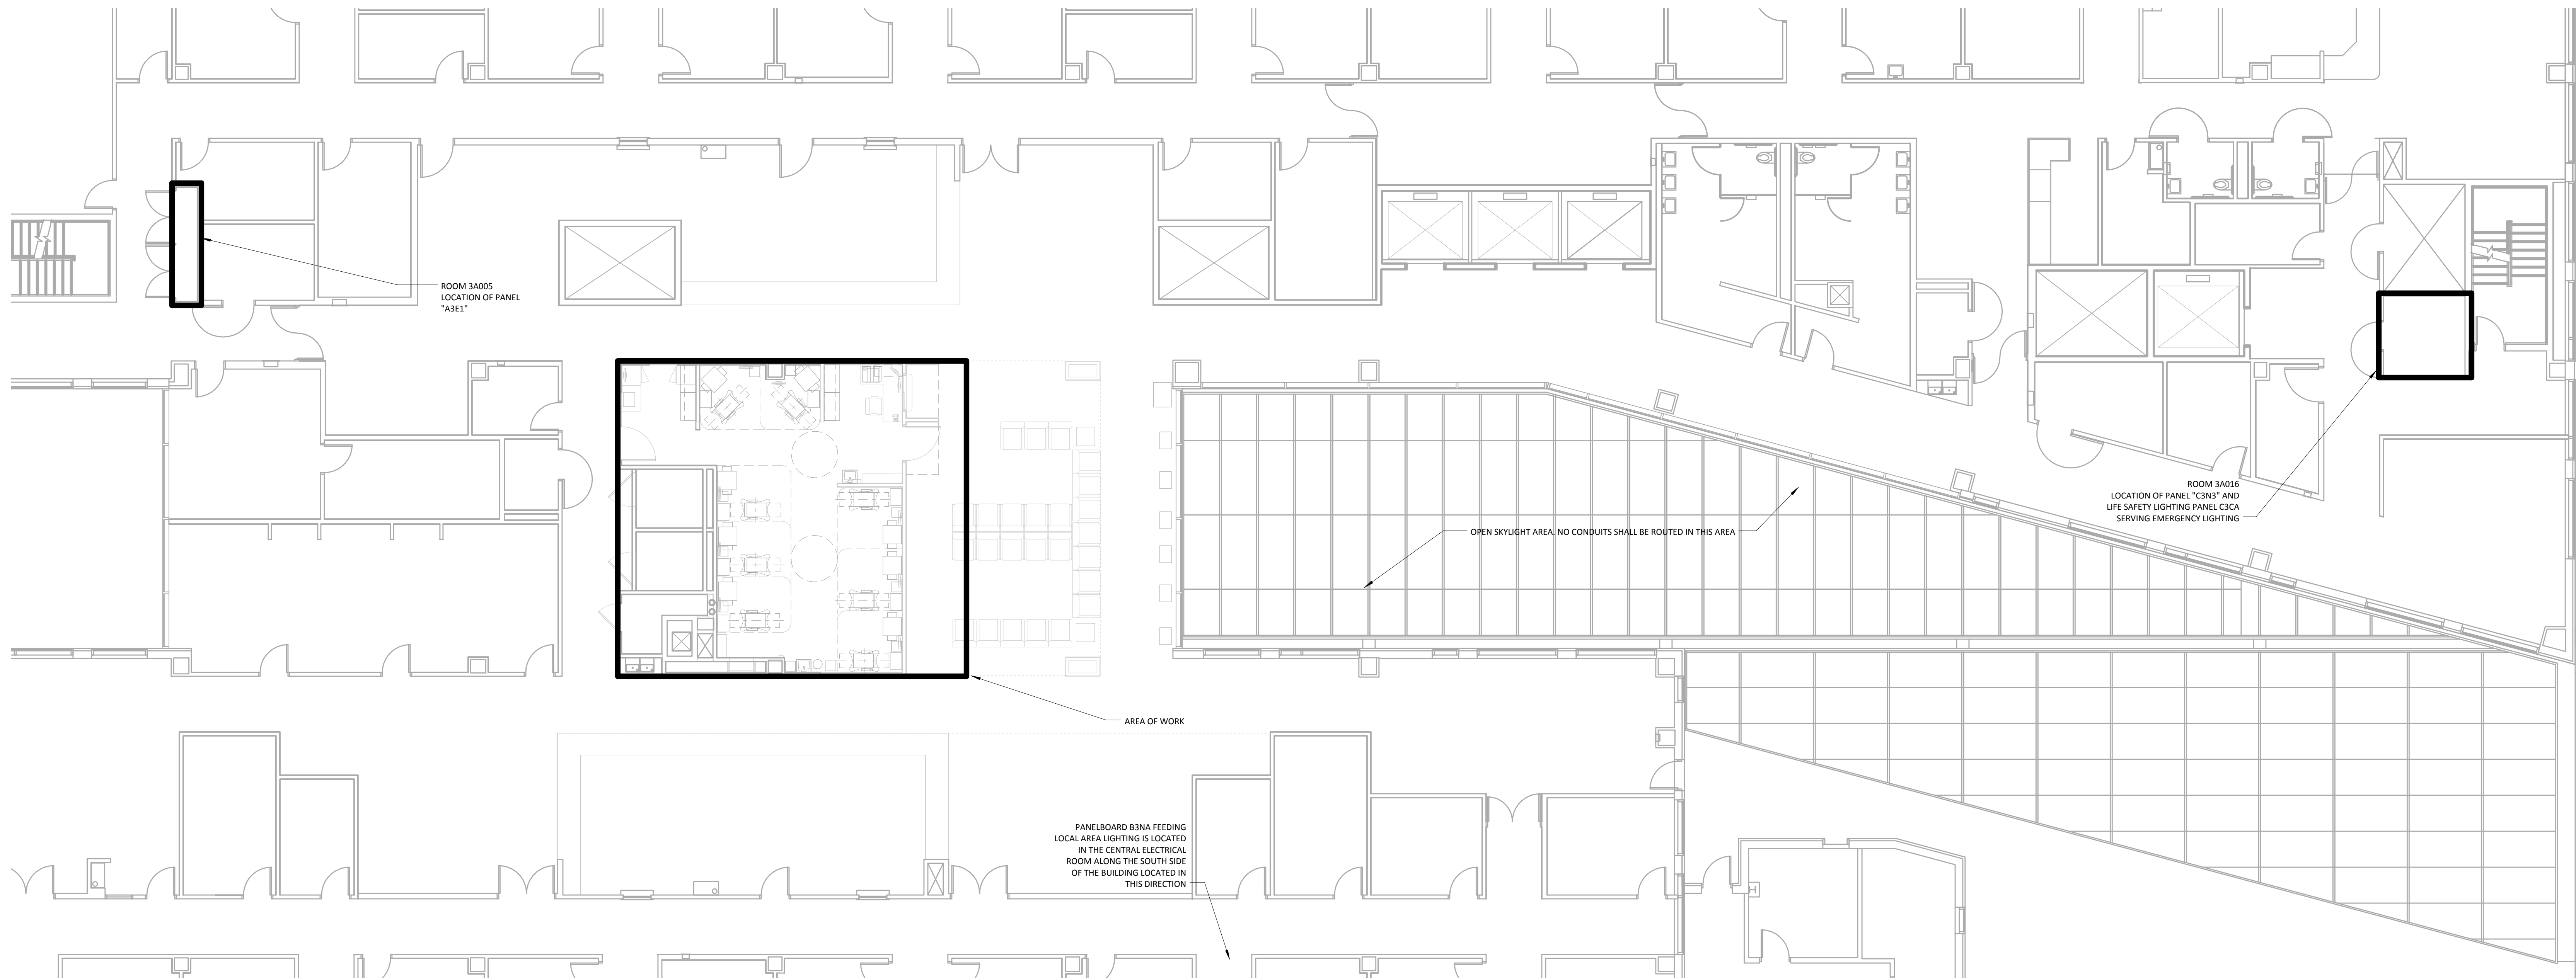 ROOM 3A005
LOCATION OF PANEL
"A3E1"
ROOM 3A016
LOCATION OF PANEL "C3N3" AND
LIFE SAFETY LIGHTING PANEL C3CA
SERVING EMERGENCY LIGHTING
OPEN SKYLIGHT AREA. NO CONDUITS SHALL BE ROUTED IN THIS AREA
AREA OF WORK
PANELBOARD B3NA FEEDING
LOCAL AREA LIGHTING IS LOCATED
IN THE CENTRAL ELECTRICAL
ROOM ALONG THE SOUTH SIDE
OF THE BUILDING LOCATED IN
THIS DIRECTION